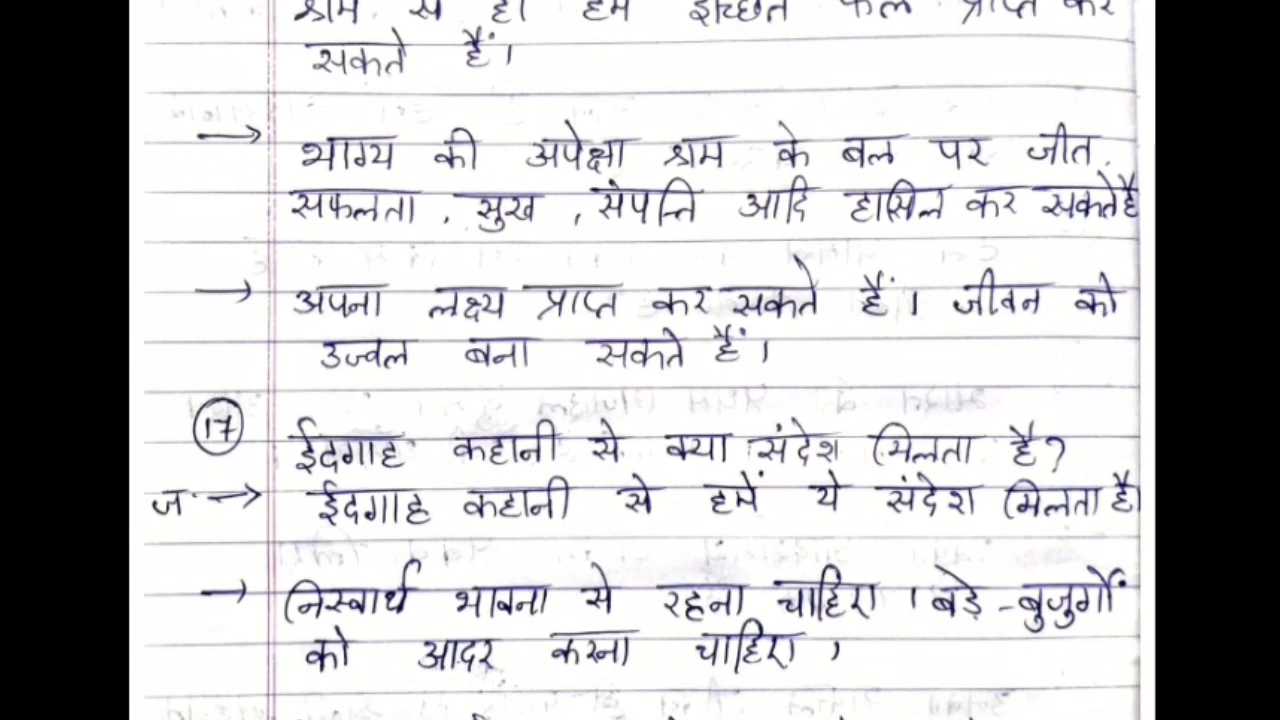 श्रम से ही हम इच्छित फल प्राप्त कर
सकते हैं।
→ भाग्य की अपेक्षा श्रम के बल पर जीत,
सफलता, सुख, संपत्ति आदि हासिल कर सकते है
→ अपना लक्ष्य प्राप्त कर सकते हैं। जीवन को
उज्वल बना सकते हैं।
17 ईदगाह कहानी से क्या संदेश मिलता है?
ज → ईदगाह कहानी से हमें ये संदेश मिलता है।
→ निस्वार्थ भावना से रहना चाहिए। बड़े-बुजुर्गों
को आदर करना चाहिए।